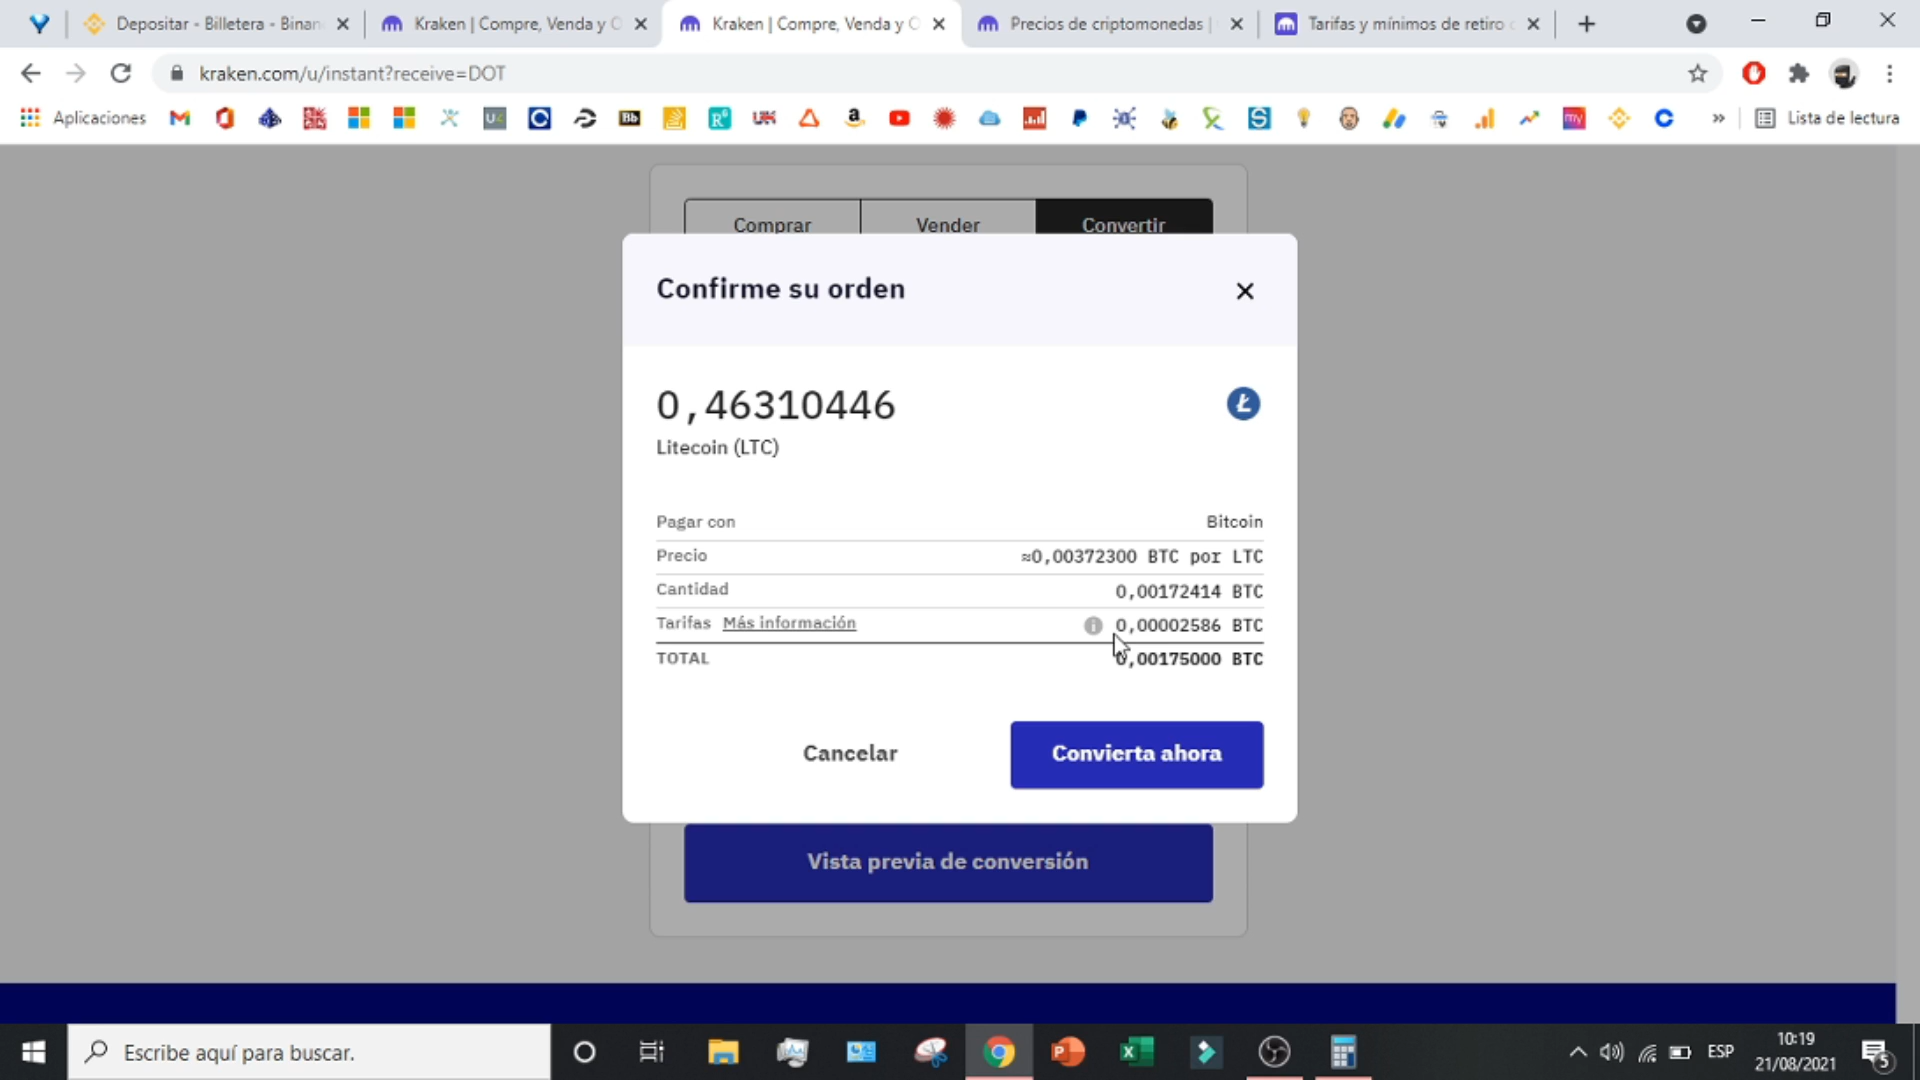 Depositar - Billetera - Binan
Kraken | Compre, Venda y O
Kraken | Compre, Venda y O
Precios de criptomonedas |
Tarifas y mínimos de retiro
kraken.com/u/instant?receive=DOT
Aplicaciones
Bb
my
Lista de lectura
Comprar
Vender
Convertir
Confirme su orden
0,46310446
Litecoin (LTC)
Pagar con
Bitcoin
Precio
≈0,00372300 BTC por LTC
Cantidad
0,00172414 BTC
Tarifas Más información
0,00002586 BTC
TOTAL
0,00175000 BTC
Cancelar
Convierta ahora
Vista previa de conversión
Escribe aquí para buscar.
ESP
10:19
21/08/2021
5